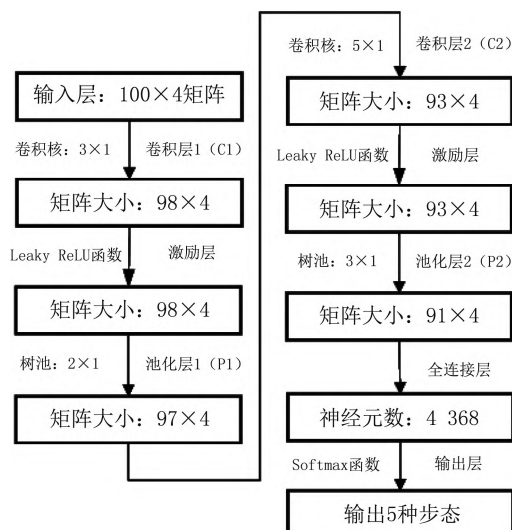 输入层：100×4矩阵
卷积核：3×1 卷积层1（C1）
矩阵大小：98×4
Leaky ReLU函数 激励层
矩阵大小：98×4
树池：2×1 池化层1（P1）
矩阵大小：97×4
卷积核：5×1 卷积层2（C2）
矩阵大小：93×4
Leaky ReLU函数 激励层
矩阵大小：93×4
树池：3×1 池化层2（P2）
矩阵大小：91×4
全连接层
神经元数：4 368
Softmax函数 输出层
输出5种步态